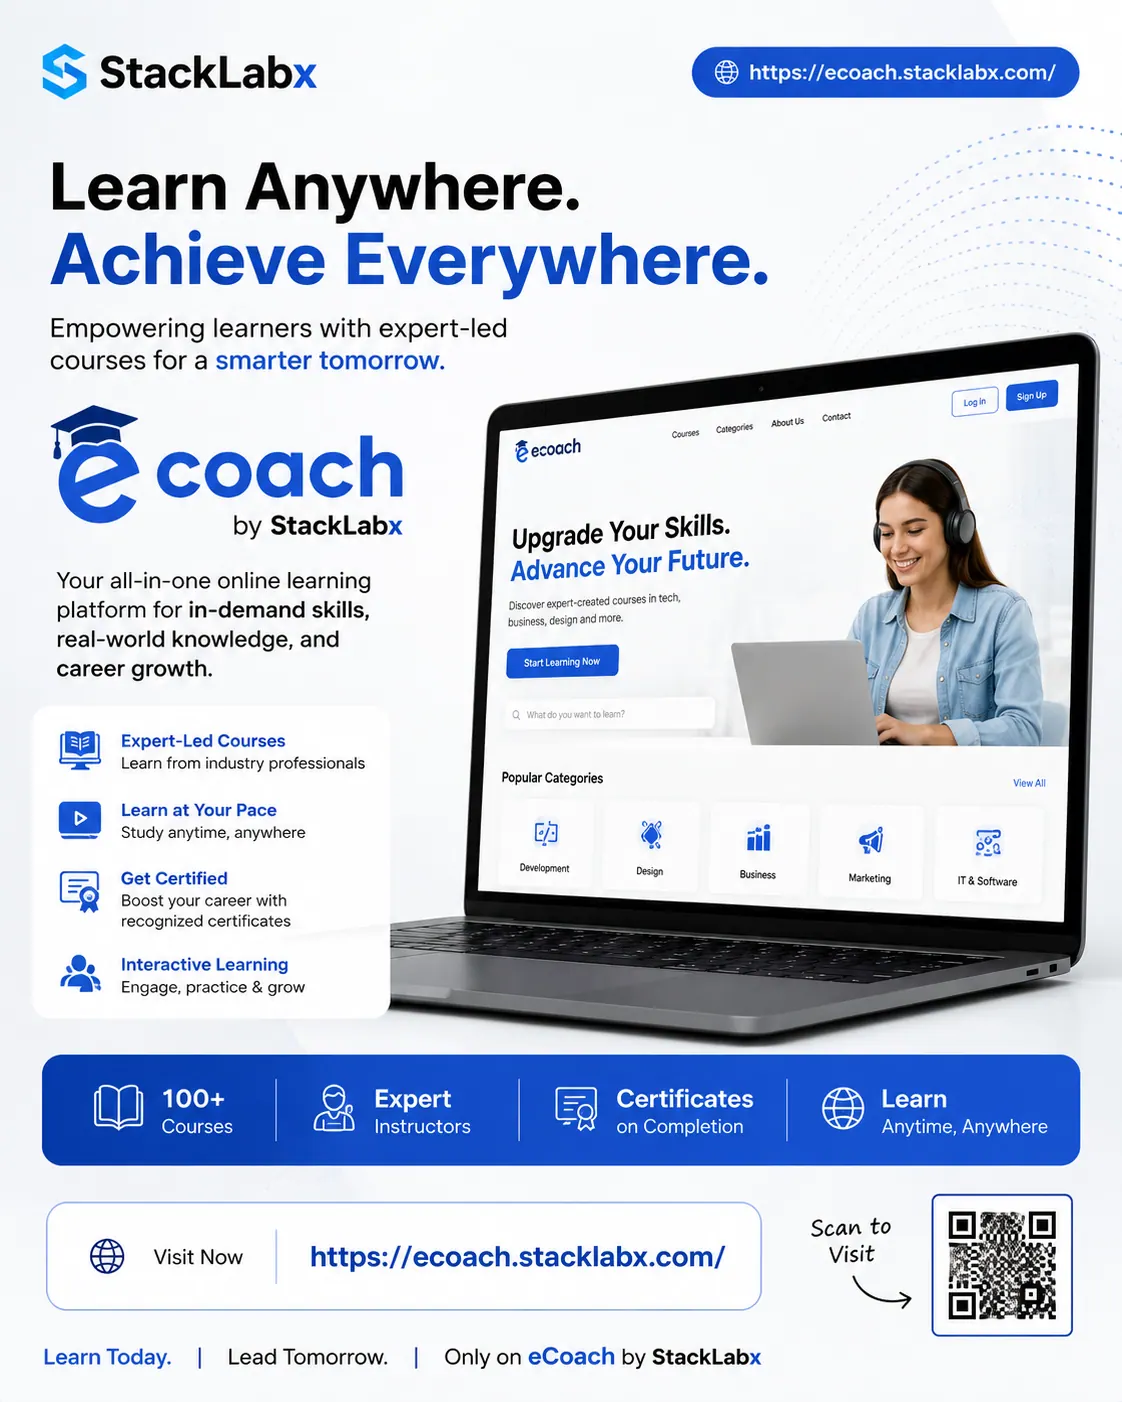 StackLabx
https://ecoach.stacklabx.com/
Learn Anywhere.
Achieve Everywhere.
Empowering learners with expert-led
courses for a smarter tomorrow.
e coach
by StackLabx
Your all-in-one online learning
platform for in-demand skills,
real-world knowledge, and
career growth.
Expert-Led Courses
Learn from industry professionals
Learn at Your Pace
Study anytime, anywhere
Get Certified
Boost your career with
recognized certificates
Interactive Learning
Engage, practice & grow
ecoach
Courses
Categories
About Us
Contact
Log In
Sign Up
Upgrade Your Skills.
Advance Your Future.
Discover expert-created courses in tech,
business, design and more.
Start Learning Now
What do you want to learn?
Popular Categories
View All
Development
Design
Business
Marketing
IT & Software
100+
Courses
Expert
Instructors
Certificates
on Completion
Learn
Anytime, Anywhere
Visit Now
https://ecoach.stacklabx.com/
Scan to
Visit
Learn Today. | Lead Tomorrow. | Only on eCoach by StackLabx